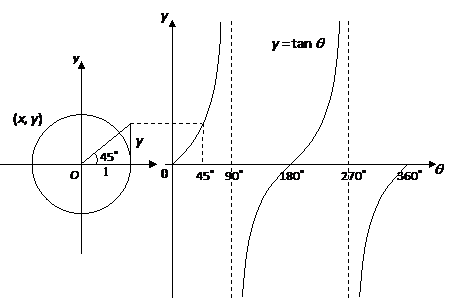 y
y = tan θ
y
(x, y)
y
45°
O
1
0
45°
90°
180°
270°
360°
θ